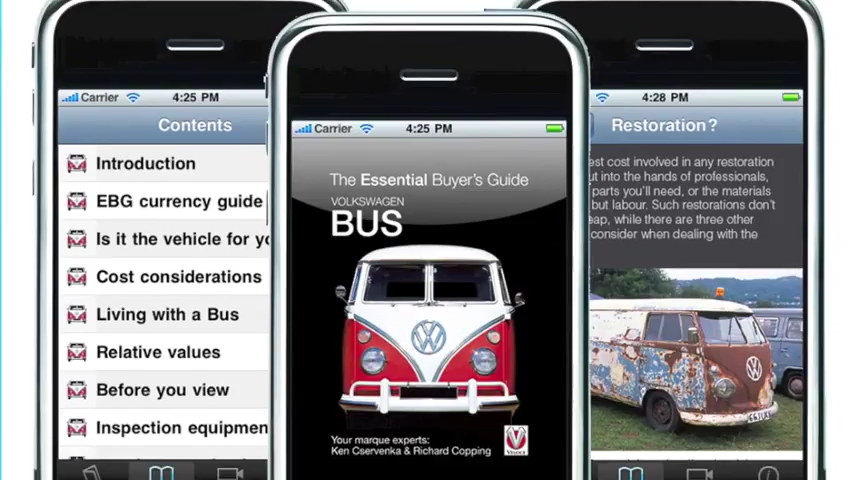 Carrier 4:25 PM
Contents
Introduction
EBG currency guide
Is it the vehicle for yo
Cost considerations
Living with a Bus
Relative values
Before you view
Inspection equipmen
Carrier 4:25 PM
The Essential Buyer's Guide
VOLKSWAGEN
BUS
Your marque experts:
Ken Cservenka & Richard Copping
VELOCE
4:28 PM
Restoration?
est cost involved in any restoration
ut into the hands of professionals,
parts you'll need, or the materials
but labour. Such restorations don't
eap, while there are three other
consider when dealing with the